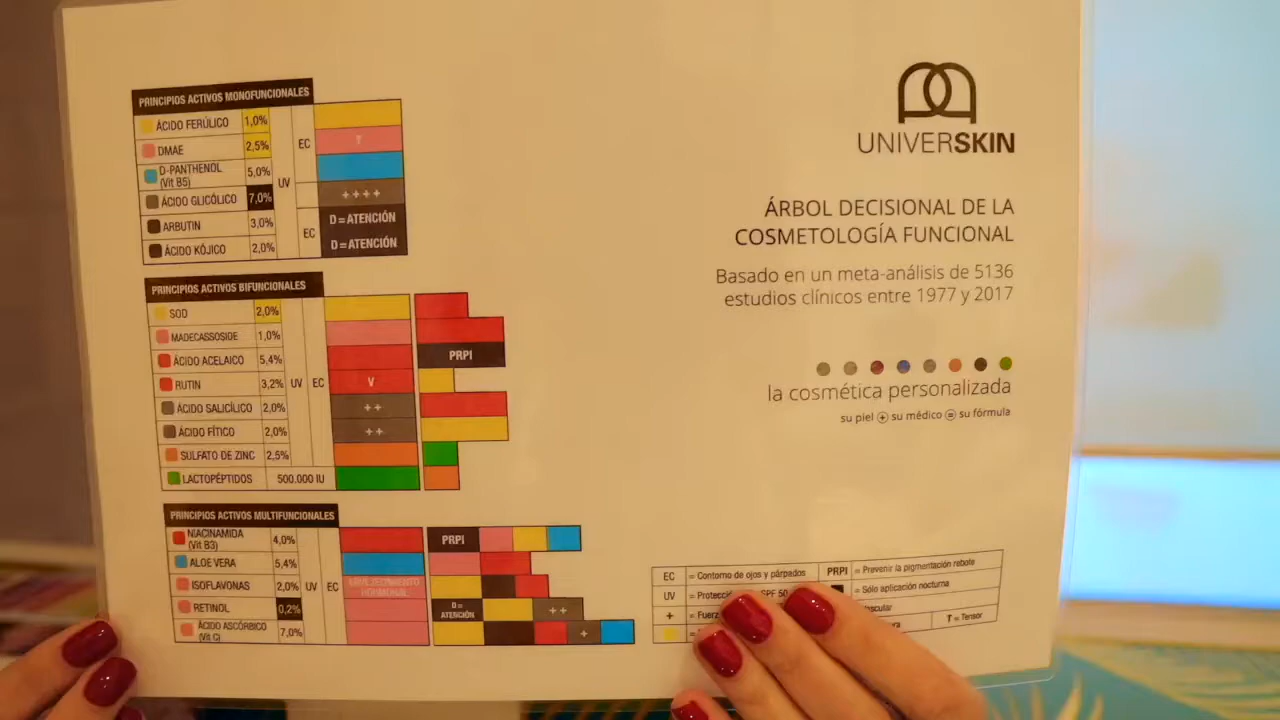 PRINCIPIOS ACTIVOS MONOFUNCIONALES
ÁCIDO FERÚLICO 1,0%
DMAE 2,5%
D-PANTHENOL (Vit B5) 5,0%
ÁCIDO GLICÓLICO 7,0%
ARBUTIN 3,0%
ÁCIDO KÓJICO 2,0%
UV
EC
EC
T
++++
D=ATENCIÓN
D=ATENCIÓN
PRINCIPIOS ACTIVOS BIFUNCIONALES
SOD 2,0%
MADECASSOSIDE 1,0%
ÁCIDO ACELAICO 5,4%
RUTIN 3,2%
ÁCIDO SALICÍLICO 2,0%
ÁCIDO FÍTICO 2,0%
SULFATO DE ZINC 2,5%
LACTOPÉPTIDOS 500.000 IU
UV EC
V
++
++
PRPI
PRINCIPIOS ACTIVOS MULTIFUNCIONALES
NIACINAMIDA (Vit B3) 4,0%
ALOE VERA 5,4%
ISOFLAVONAS 2,0%
RETINOL 0,2%
ÁCIDO ASCÓRBICO (Vit C) 7,0%
UV EC
ENVEJECIMIENTO HORMONAL
PRPI
D= ATENCIÓN
++
+
UNIVERSKIN
ÁRBOL DECISIONAL DE LA
COSMETOLOGÍA FUNCIONAL
Basado en un meta-análisis de 5136
estudios clínicos entre 1977 y 2017
la cosmética personalizada
su piel + su médico = su fórmula
EC = Contorno de ojos y párpados
PRPI = Prevenir la pigmentación rebote
UV = SPF 50
= Sólo aplicación nocturna
+
T = Tensor